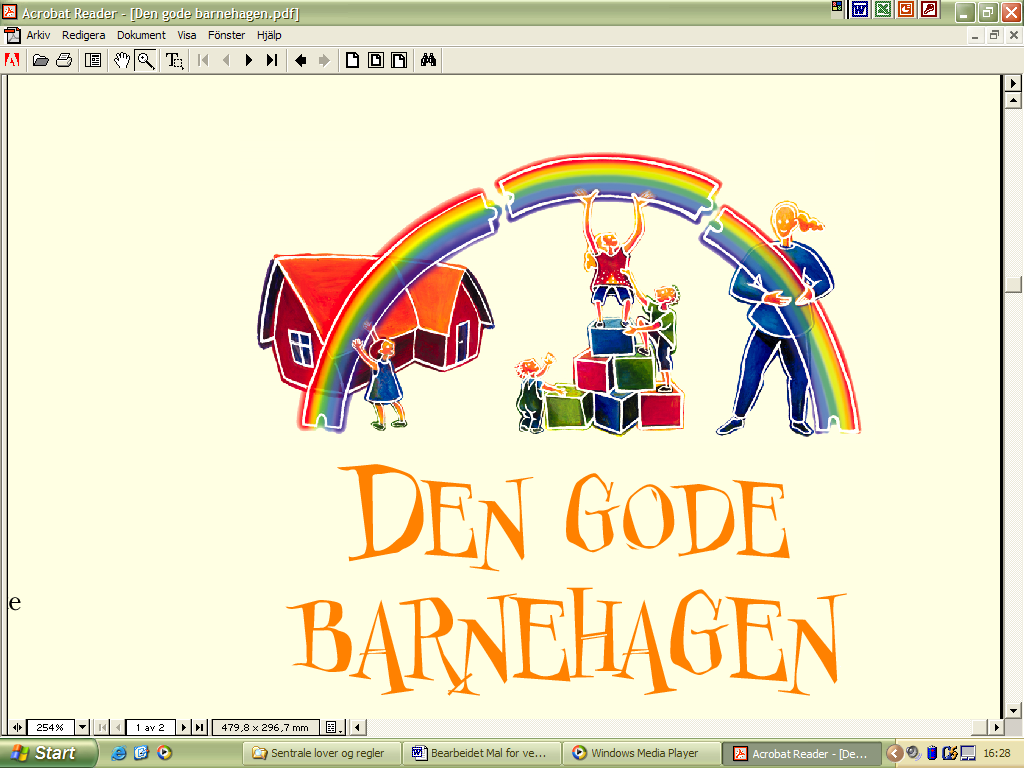 Acrobat Reader - [Den gode barnehagen.pdf]
Arkiv Redigera Dokument Visa Fönster Hjälp
DEN GODE
BARNEHAGEN
e
254% 1 av 2 479,8 x 296,7 mm
Start Sentrale lover og regler Bearbeidet Mal for ve... Windows Media Player Acrobat Reader - [De... 16:28